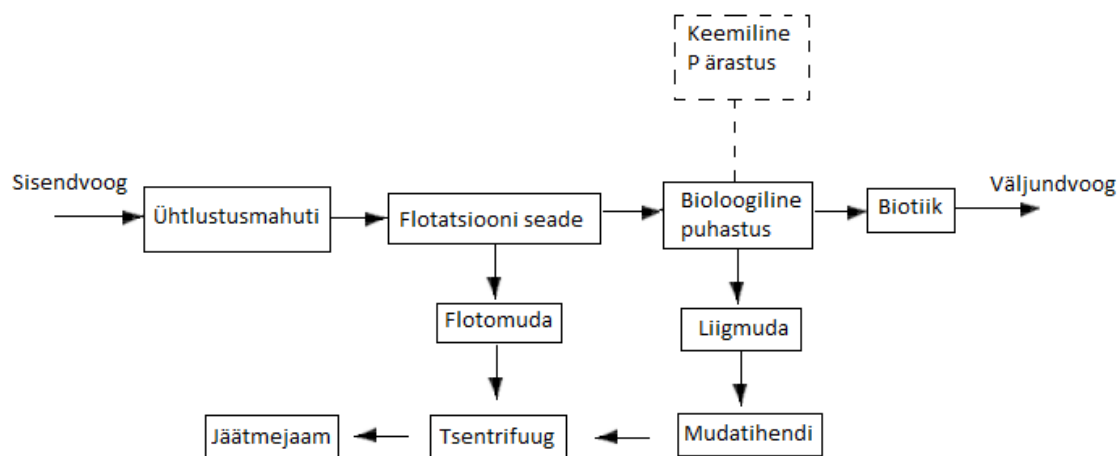 Keemiline
P ärastus
Sisendvoog
Ühtlustusmahuti
Flotatsiooni seade
Bioloogiline
puhastus
Biotiik
Väljundvoog
Flotomuda
Liigmuda
Jäätmejaam
Tsentrifuug
Mudatihendi